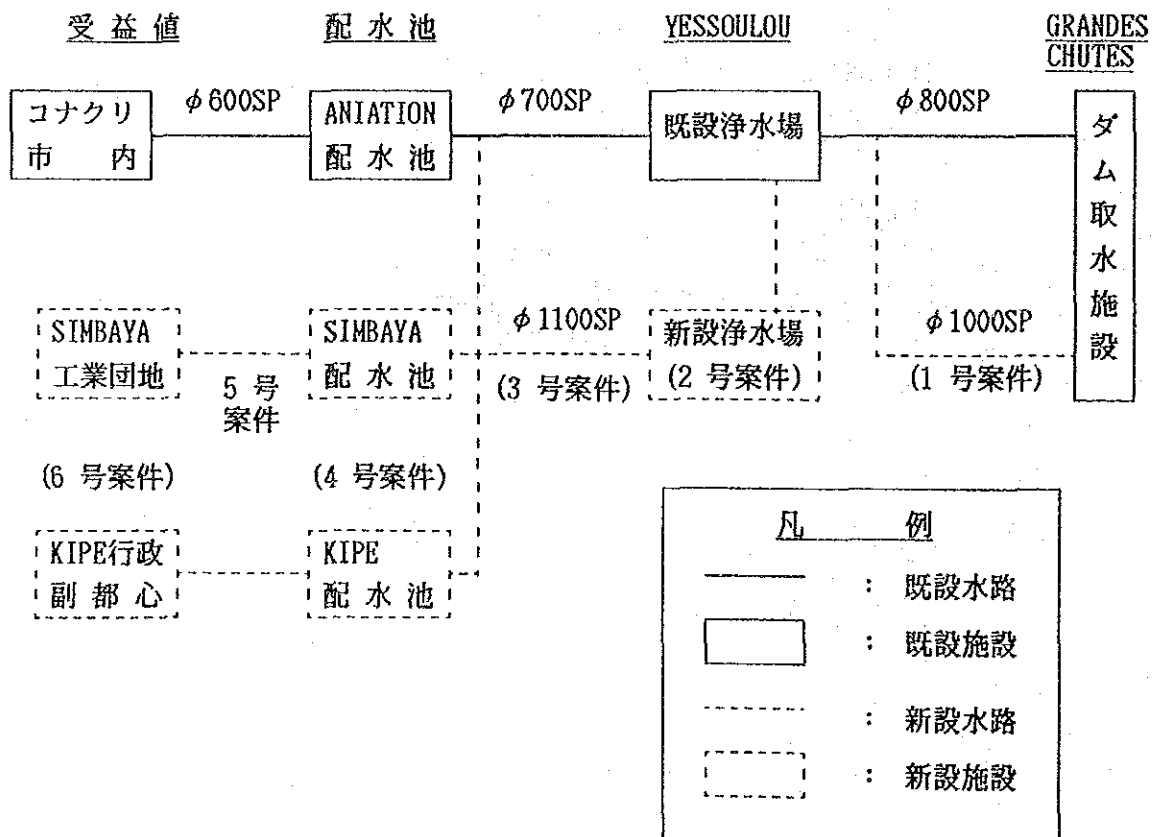 受益値
配水池
YESSOULOU
GRANDES
CHUTES
φ600SP
φ700SP
φ800SP
コナクリ
市内
ANIATION
配水池
既設浄水場
ダム取水施設
φ1100SP
φ1000SP
SIMBAYA
工業団地
SIMBAYA
配水池
新設浄水場
(2 号案件)
5 号
案件
(3 号案件)
(1 号案件)
(6 号案件)
(4 号案件)
KIPE行政
副都心
KIPE
配水池
凡例
: 既設水路
: 既設施設
: 新設水路
: 新設施設